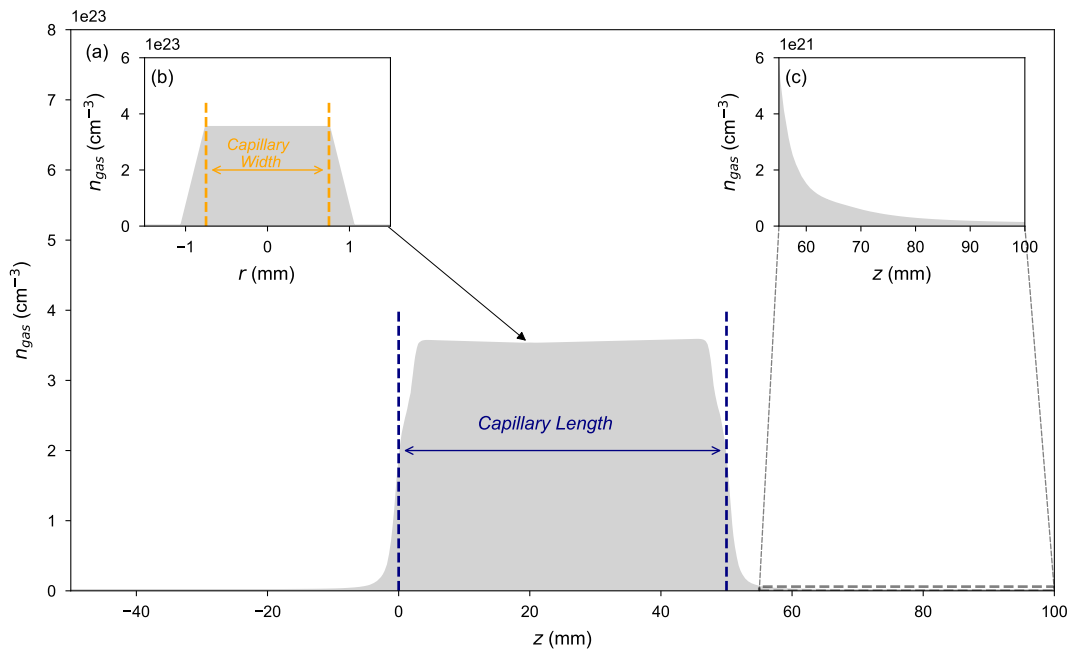 1e23
(a)
8
7
6
5
4
3
2
1
0
n_gas (cm⁻³)
−40
−20
0
20
40
60
80
100
z (mm)
Capillary Length
1e23
(b)
6
4
2
0
n_gas (cm⁻³)
Capillary
Width
−1
0
1
r (mm)
1e21
(c)
6
4
2
0
n_gas (cm⁻³)
60
70
80
90
100
z (mm)